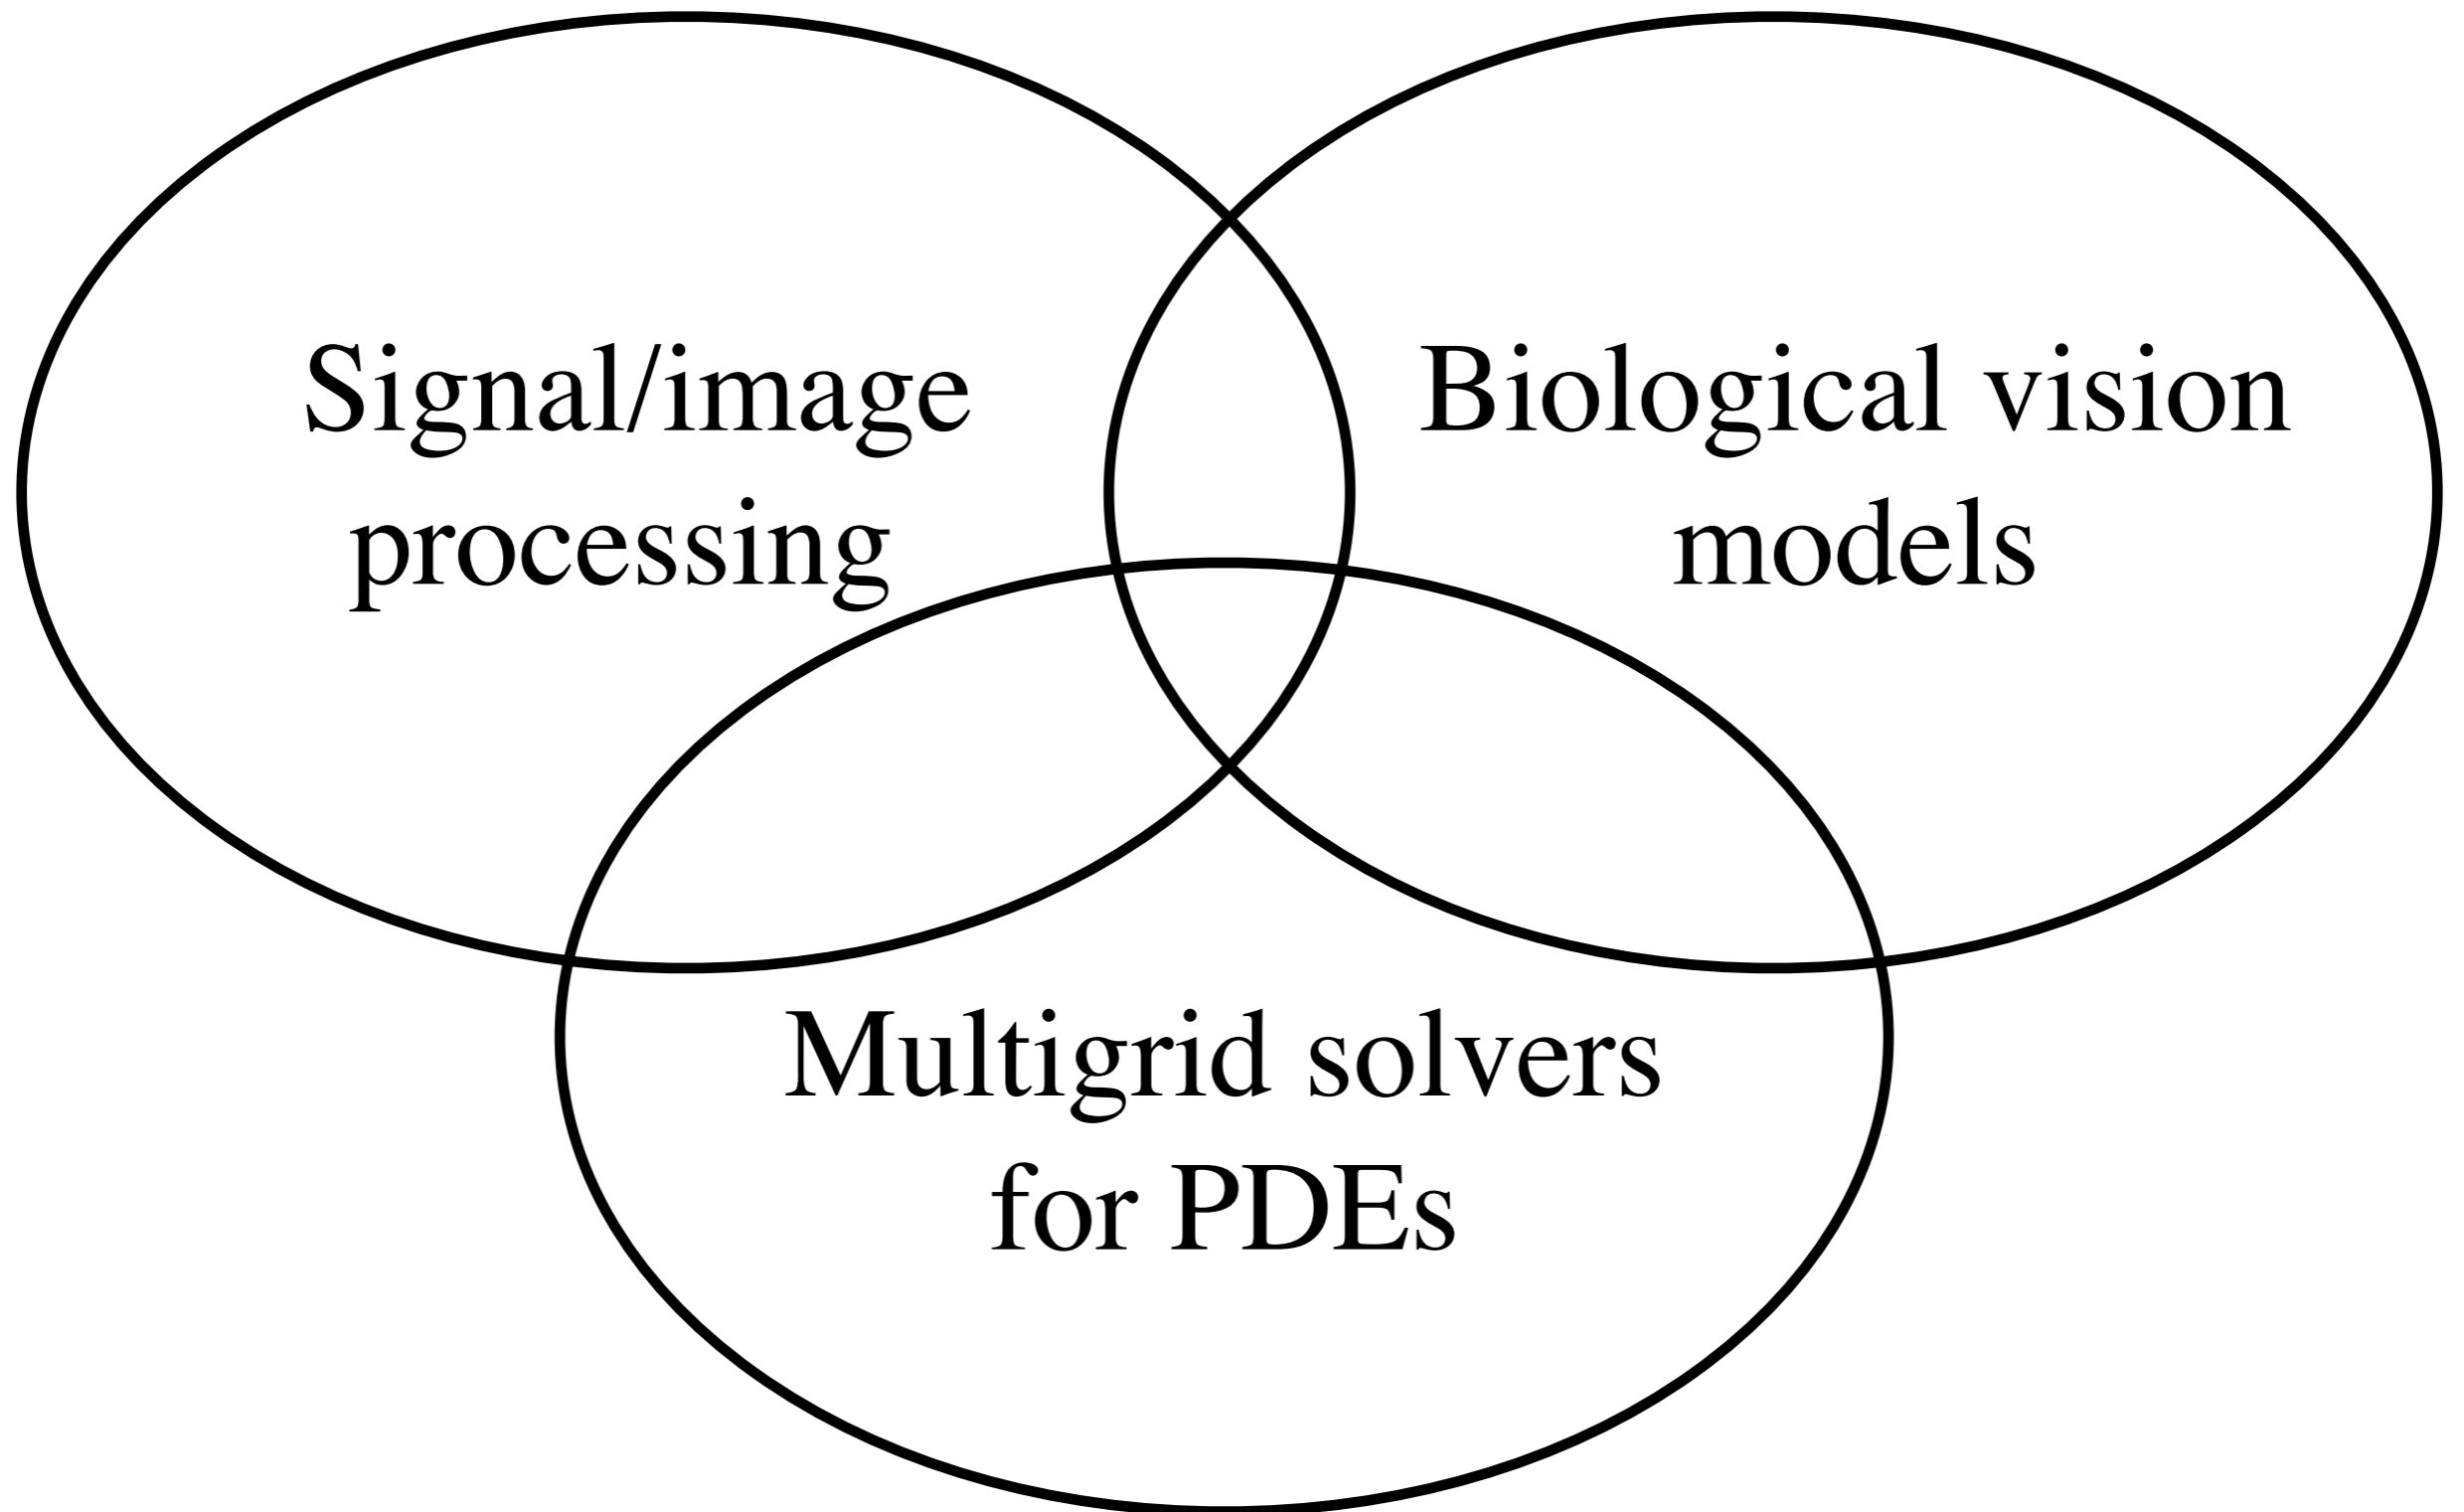 Signal/image
processing
Biological vision
models
Multigrid solvers
for PDEs